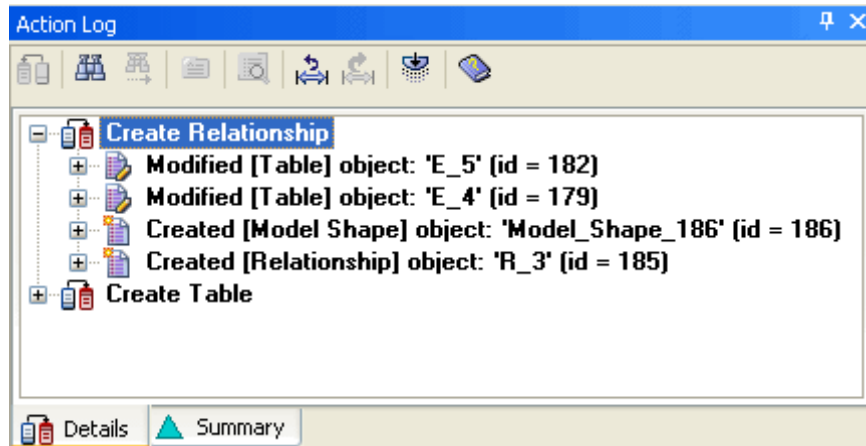 Action Log
Create Relationship
Modified [Table] object: 'E_5' (id = 182)
Modified [Table] object: 'E_4' (id = 179)
Created [Model Shape] object: 'Model_Shape_186' (id = 186)
Created [Relationship] object: 'R_3' (id = 185)
Create Table
Details Summary